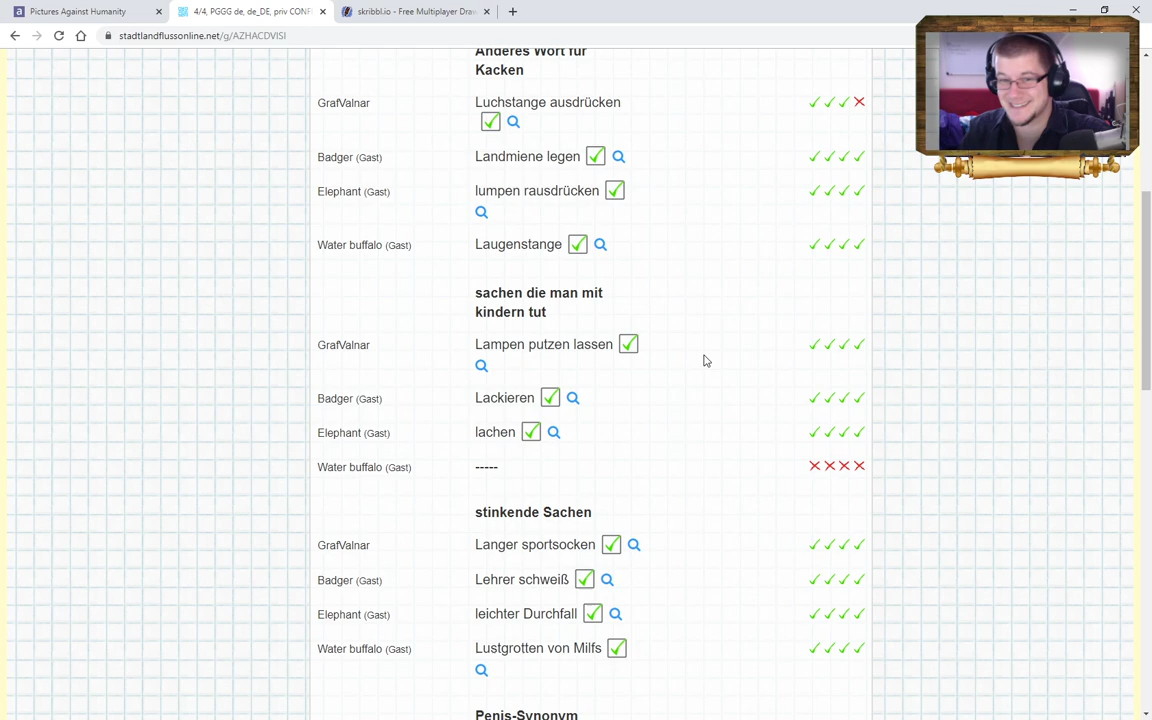 Pictures Against Humanity
4/4, PGGG de, de_DE, priv CONF
skribbl.io - Free Multiplayer Draw
stadtlandflussonline.net/g/AZHACDVISI
Anderes Wort für
Kacken
GrafValnar Luchstange ausdrücken
Badger (Gast) Landmiene legen
Elephant (Gast) lumpen rausdrücken
Water buffalo (Gast) Laugenstange
sachen die man mit
kindern tut
GrafValnar Lampen putzen lassen
Badger (Gast) Lackieren
Elephant (Gast) lachen
Water buffalo (Gast) -----
stinkende Sachen
GrafValnar Langer sportsocken
Badger (Gast) Lehrer schweiß
Elephant (Gast) leichter Durchfall
Water buffalo (Gast) Lustgrotten von Milfs
Penis-Synonym